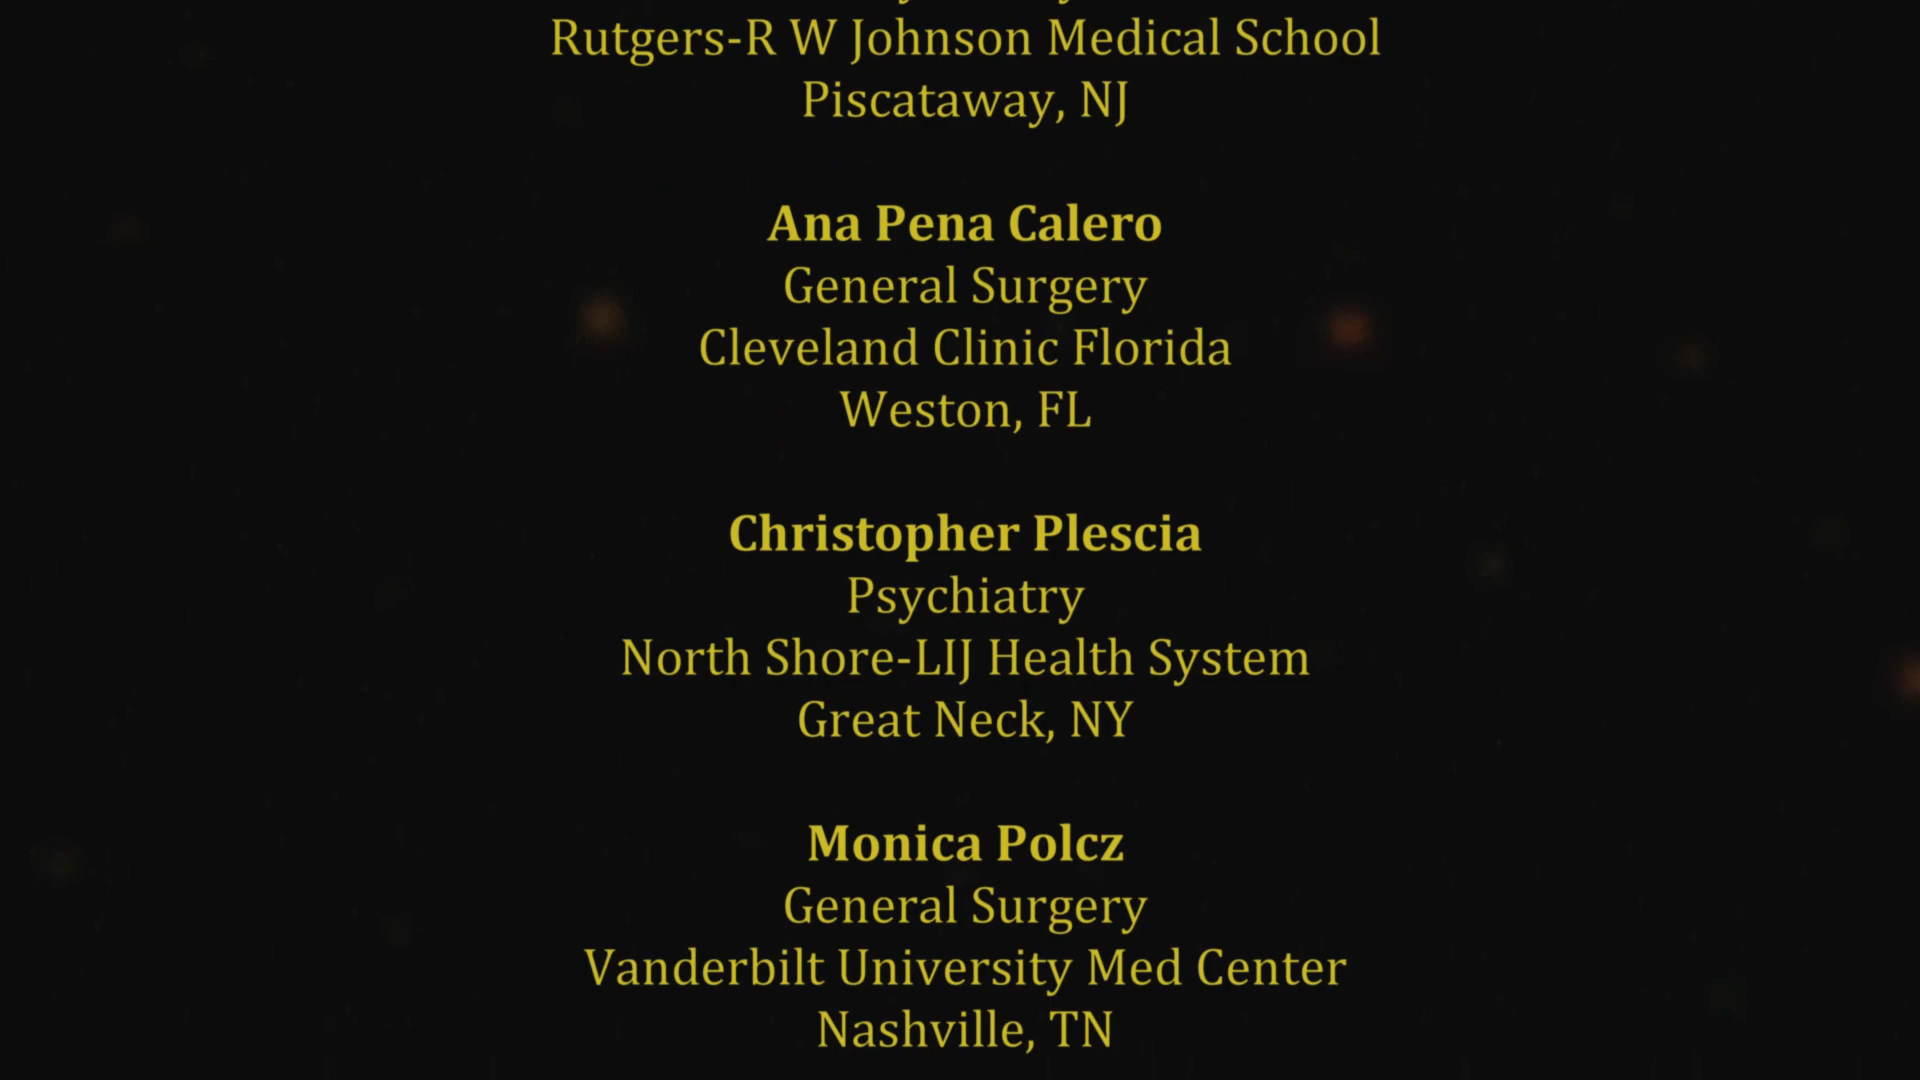 Rutgers-R W Johnson Medical School
Piscataway, NJ
Ana Pena Calero
General Surgery
Cleveland Clinic Florida
Weston, FL
Christopher Plescia
Psychiatry
North Shore-LIJ Health System
Great Neck, NY
Monica Polcz
General Surgery
Vanderbilt University Med Center
Nashville, TN